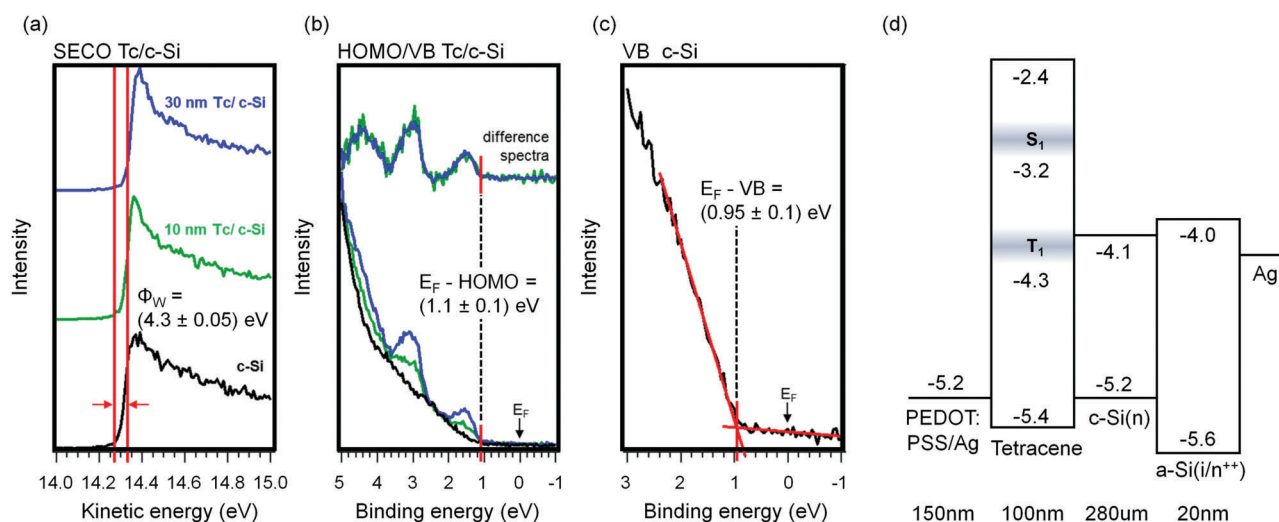 (a)
SECO Tc/c-Si
Intensity
30 nm Tc/ c-Si
10 nm Tc/ c-Si
Φ_W =
(4.3 ± 0.05) eV
c-Si
14.0 14.2 14.4 14.6 14.8 15.0
Kinetic energy (eV)
(b)
HOMO/VB Tc/c-Si
Intensity
difference
spectra
E_F - HOMO =
(1.1 ± 0.1) eV
E_F
5 4 3 2 1 0 -1
Binding energy (eV)
(c)
VB c-Si
Intensity
E_F - VB =
(0.95 ± 0.1) eV
E_F
3 2 1 0 -1
Binding energy (eV)
(d)
-2.4
S_1
-3.2
T_1
-4.3
-5.4
Tetracene
-5.2
PEDOT:
PSS/Ag
-4.1
-5.2
c-Si(n)
-4.0
-5.6
a-Si(i/n⁺⁺)
Ag
150nm 100nm 280um 20nm